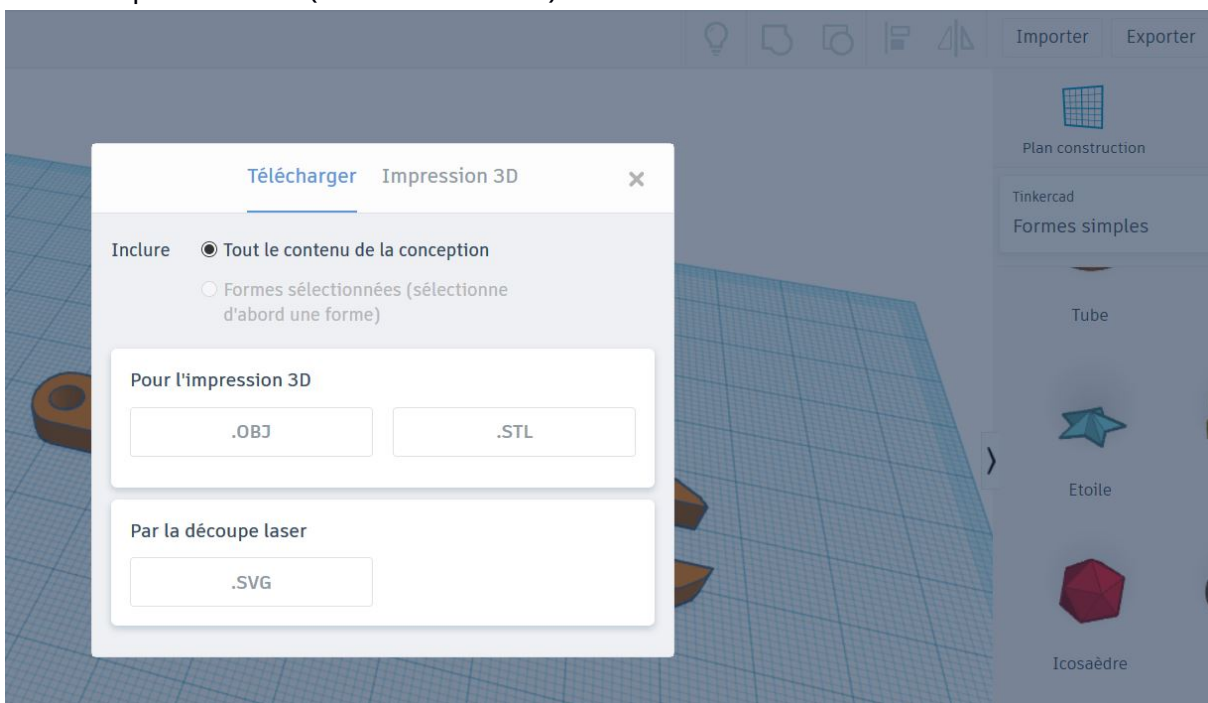 Importer Exporter
Plan construction
Télécharger Impression 3D
Tinkercad
Formes simples
Inclure Tout le contenu de la conception
Formes sélectionnées (sélectionne
d'abord une forme)
Tube
Pour l'impression 3D
.OBJ .STL
Etoile
Par la découpe laser
.SVG
Icosaèdre